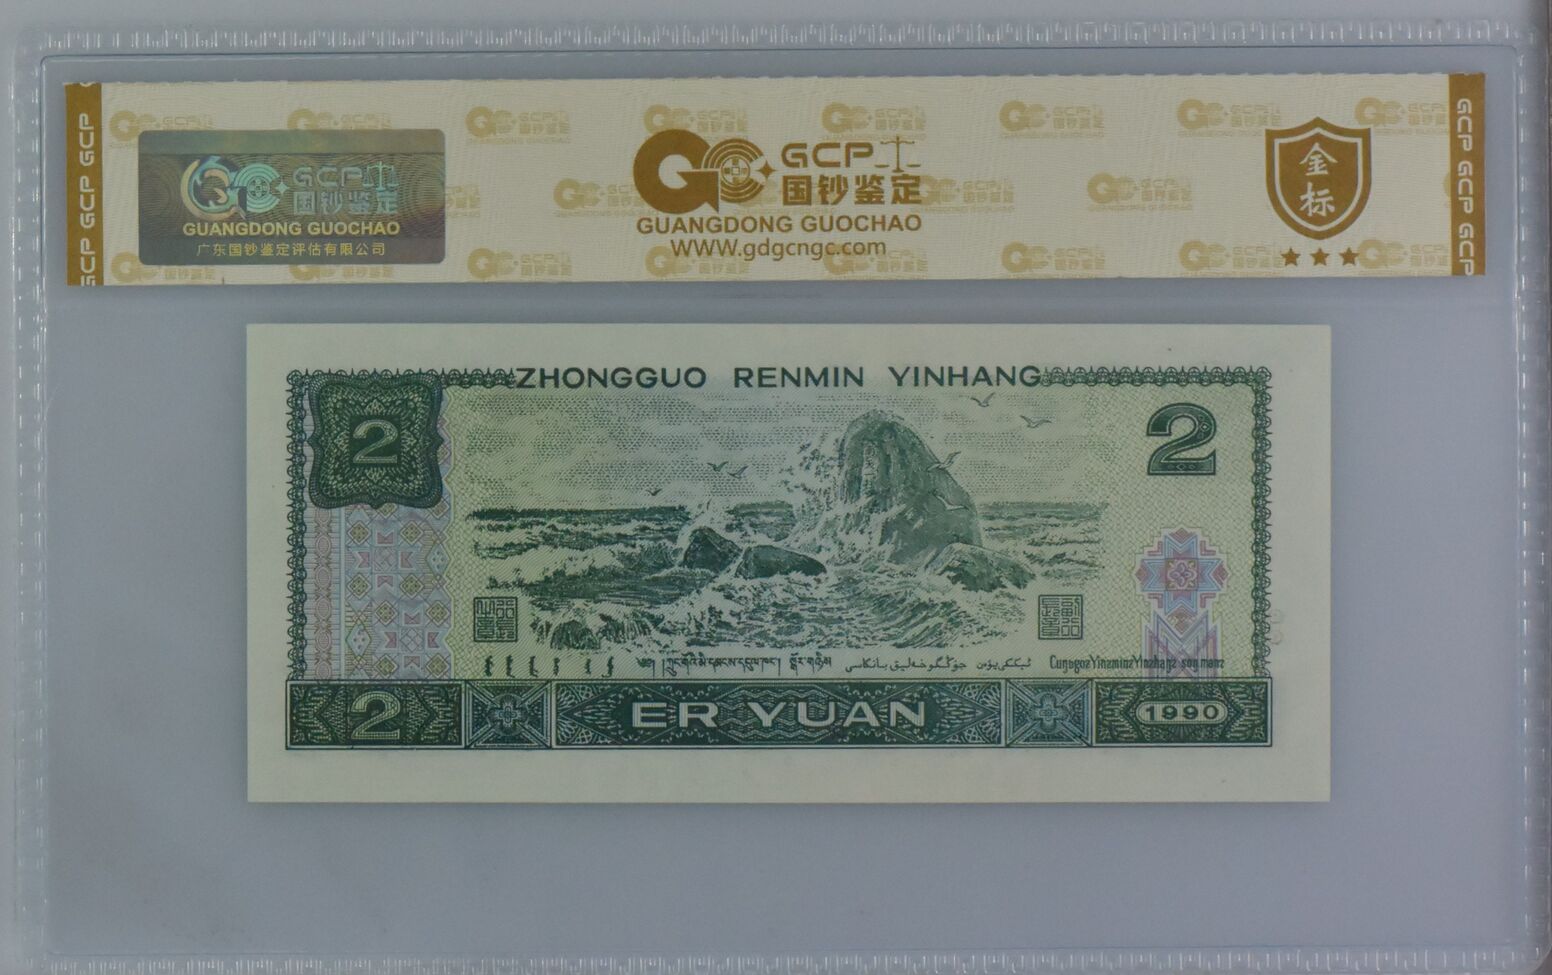 GCP GCP GCP
GCP
国钞鉴定
GUANGDONG GUOCHAO
广东国钞鉴定评估有限公司
GCP
国钞鉴定
GUANGDONG GUOCHAO
WWW.gdgcngc.com
金标
GCP GCP GCP
ZHONGGUO RENMIN YINHANG
2
2
2
ER YUAN
1990